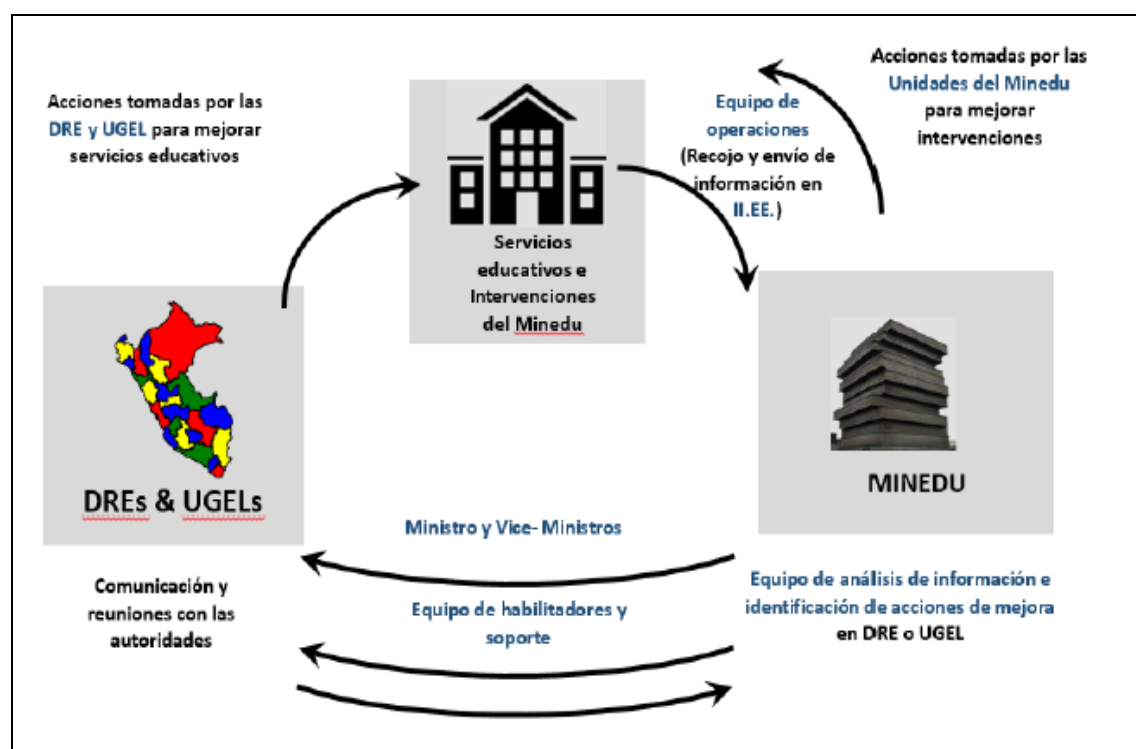 Acciones tomadas por las
DRE y UGEL para mejorar
servicios educativos
Servicios
educativos e
Intervenciones
del Minedu
Equipo de
operaciones
(Recojo y envío de
información en
II.EE.)
Acciones tomadas por las
Unidades del Minedu
para mejorar
intervenciones
DREs & UGELs
MINEDU
Comunicación y
reuniones con las
autoridades
Ministro y Vice- Ministros
Equipo de habilitadores y
soporte
Equipo de análisis de información e
identificación de acciones de mejora
en DRE o UGEL